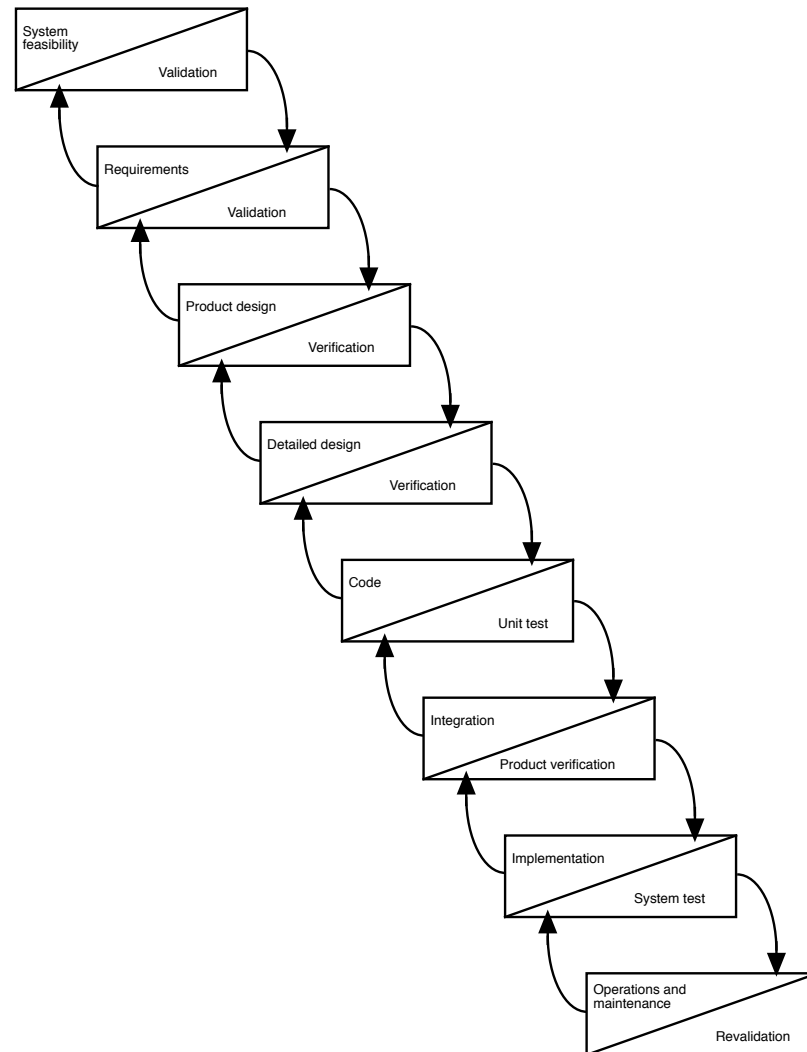 System
feasibility
Validation
Requirements
Validation
Product design
Verification
Detailed design
Verification
Code
Unit test
Integration
Product verification
Implementation
System test
Operations and
maintenance
Revalidation